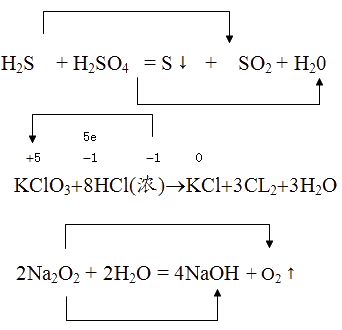 H₂S + H₂SO₄ = S↓ + SO₂ + H₂0
5e
+5 -1 -1 0
KClO₃+8HCl(浓)→KCl+3CL₂+3H₂O
2Na₂O₂ + 2H₂O = 4NaOH + O₂↑